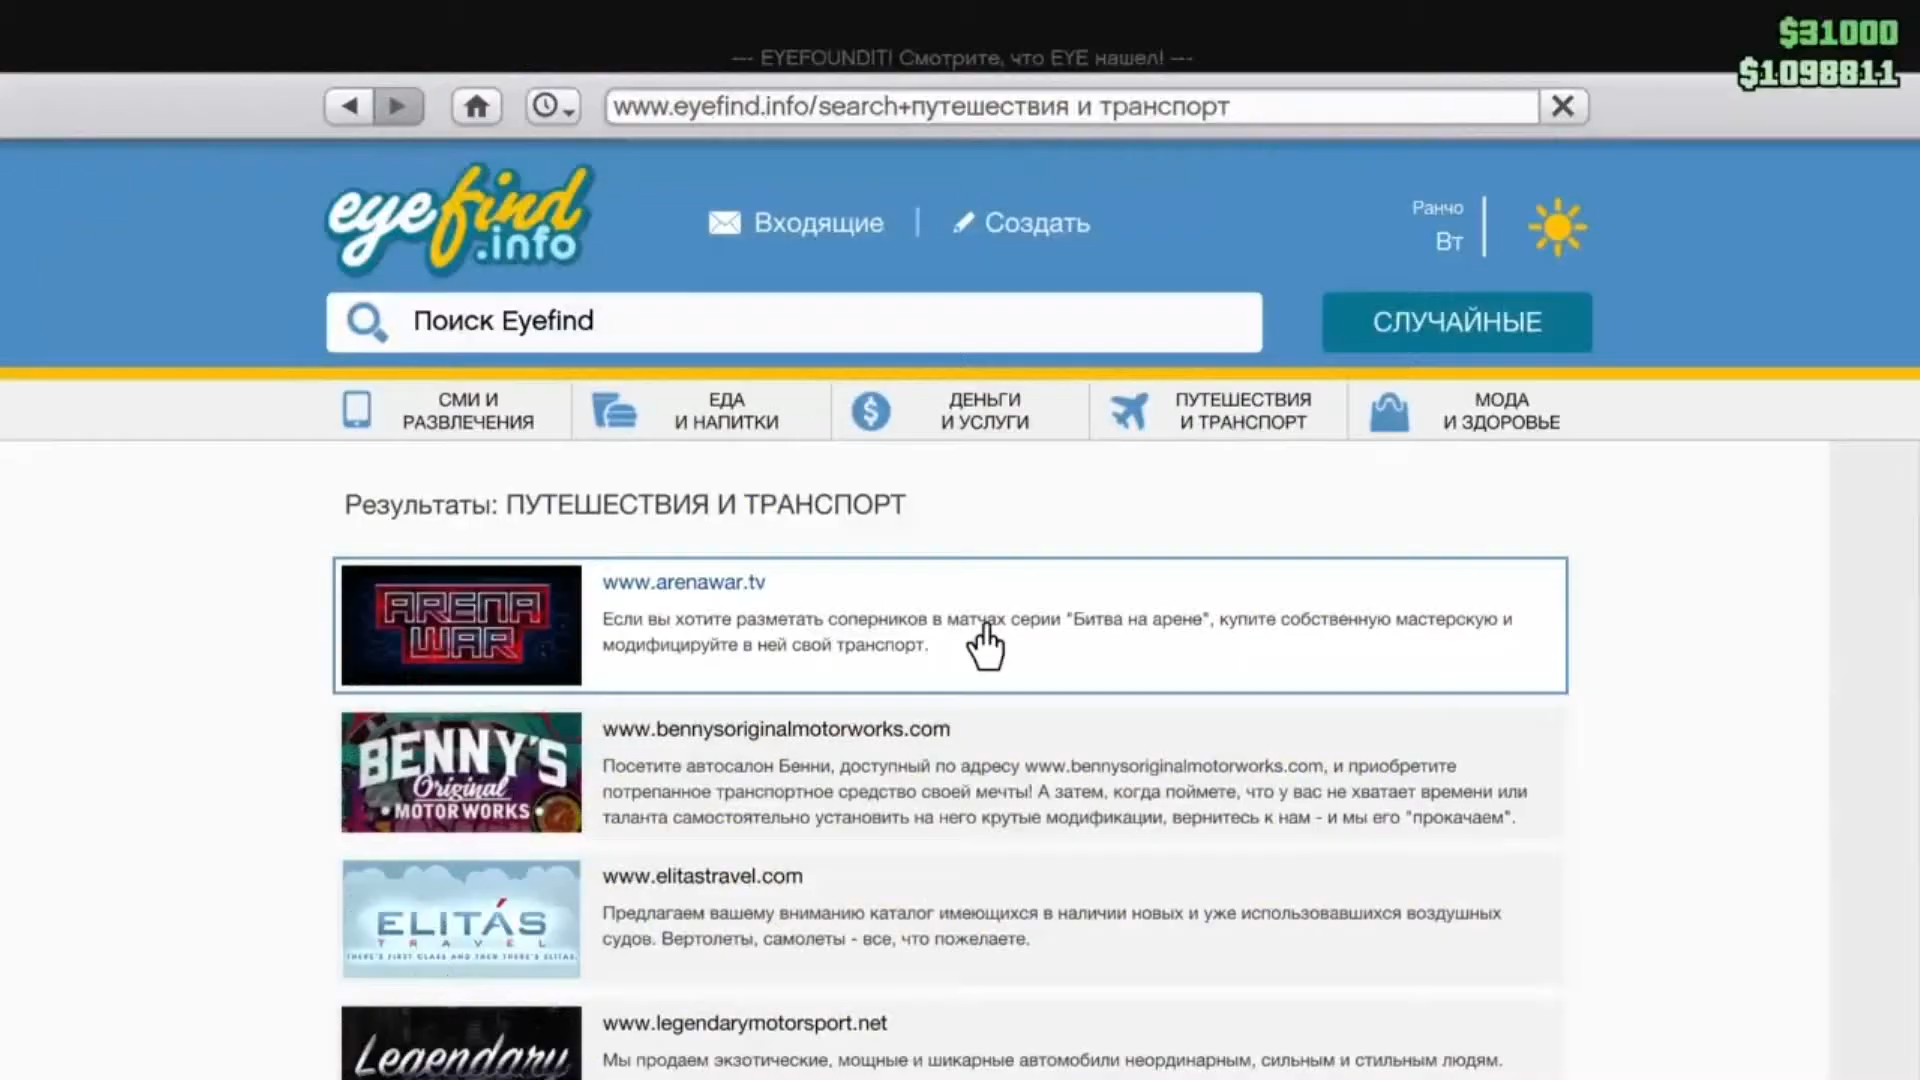 $31000
--- EYEFOUNDIT! Смотрите, что EYE нашел! ---
$1098811
www.eyefind.info/search+путешествия и транспорт
eyefind
.info
Входящие
Создать
Ранчо
Вт
Поиск Eyefind
СЛУЧАЙНЫЕ
СМИ И
РАЗВЛЕЧЕНИЯ
ЕДА
И НАПИТКИ
ДЕНЬГИ
И УСЛУГИ
ПУТЕШЕСТВИЯ
И ТРАНСПОРТ
МОДА
И ЗДОРОВЬЕ
Результаты: ПУТЕШЕСТВИЯ И ТРАНСПОРТ
ARENA
WAR
www.arenawar.tv
Если вы хотите разметать соперников в матчах серии "Битва на арене", купите собственную мастерскую и
модифицируйте в ней свой транспорт.
BENNY'S
Original
MOTOR WORKS
www.bennysoriginalmotorworks.com
Посетите автосалон Бенни, доступный по адресу www.bennysoriginalmotorworks.com, и приобретите
потрепанное транспортное средство своей мечты! А затем, когда поймете, что у вас не хватает времени или
таланта самостоятельно установить на него крутые модификации, вернитесь к нам - и мы его "прокачаем".
ELITÁS
TRAVEL
THERE'S FIRST CLASS AND THEN THERE'S ELITAS.
www.elitastravel.com
Предлагаем вашему вниманию каталог имеющихся в наличии новых и уже использовавшихся воздушных
судов. Вертолеты, самолеты - все, что пожелаете.
Legendary
www.legendarymotorsport.net
Мы продаем экзотические, мощные и шикарные автомобили неординарным, сильным и стильным людям.